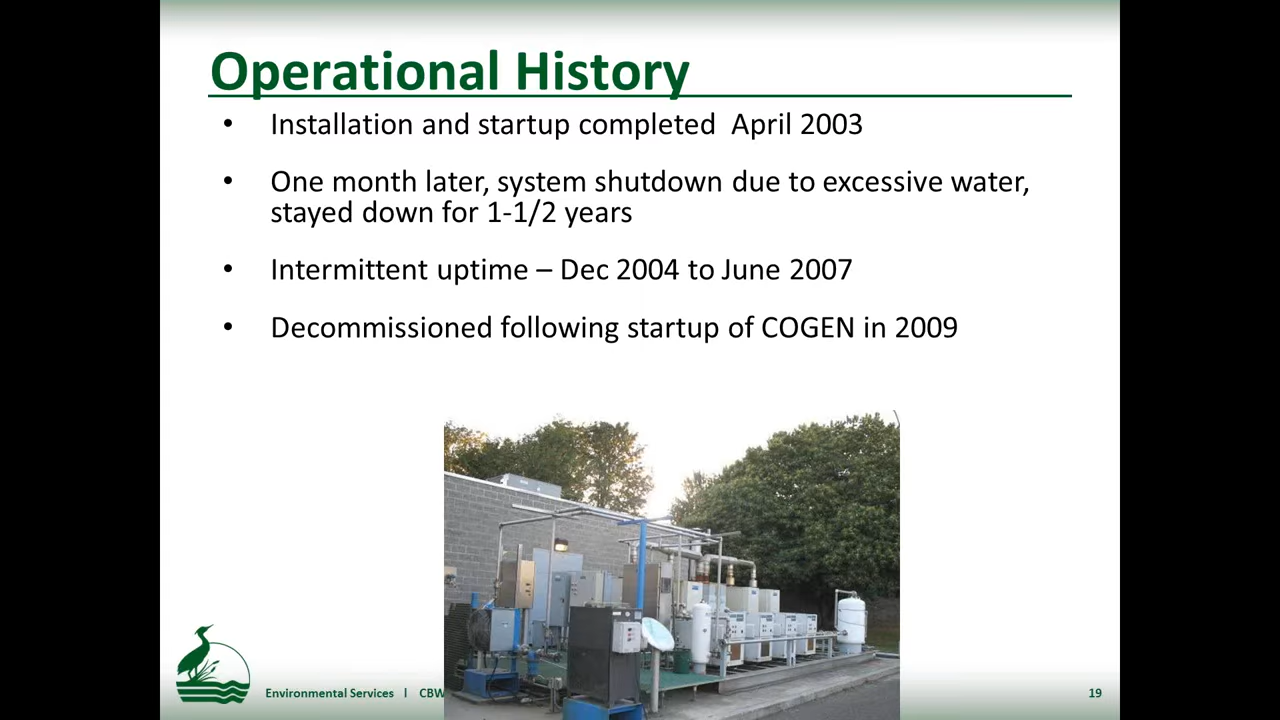 Operational History
• Installation and startup completed  April 2003
• One month later, system shutdown due to excessive water,
stayed down for 1-1/2 years
• Intermittent uptime – Dec 2004 to June 2007
• Decommissioned following startup of COGEN in 2009
Environmental Services I CBW
19